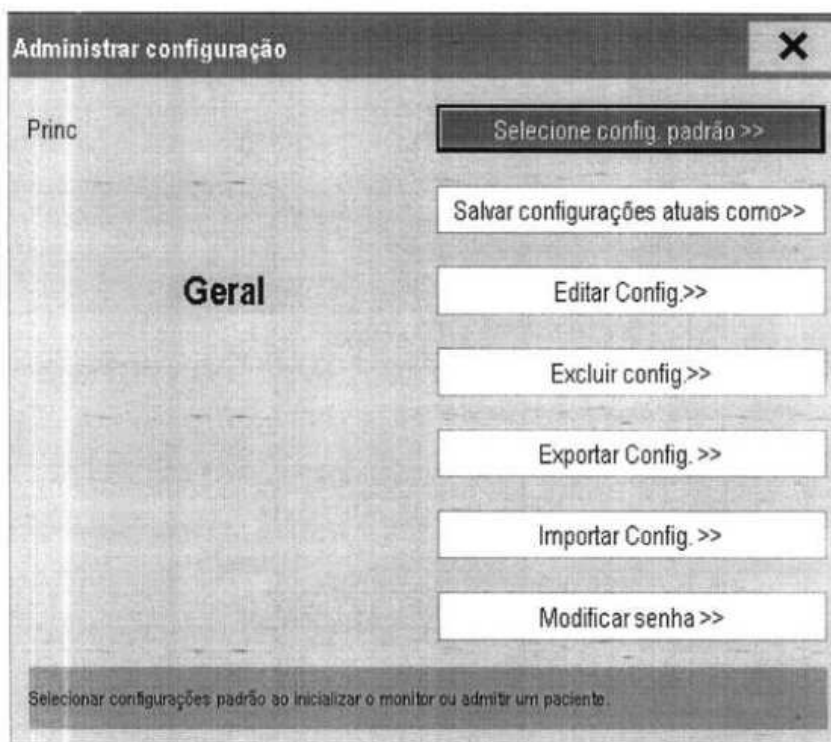 Administrar configuração
Princ
Selecione config. padrão >>
Salvar configurações atuais como>>
Geral
Editar Config.>>
Excluir config.>>
Exportar Config. >>
Importar Config. >>
Modificar senha >>
Selecionar configurações padrão ao inicializar o monitor ou admitir um paciente.